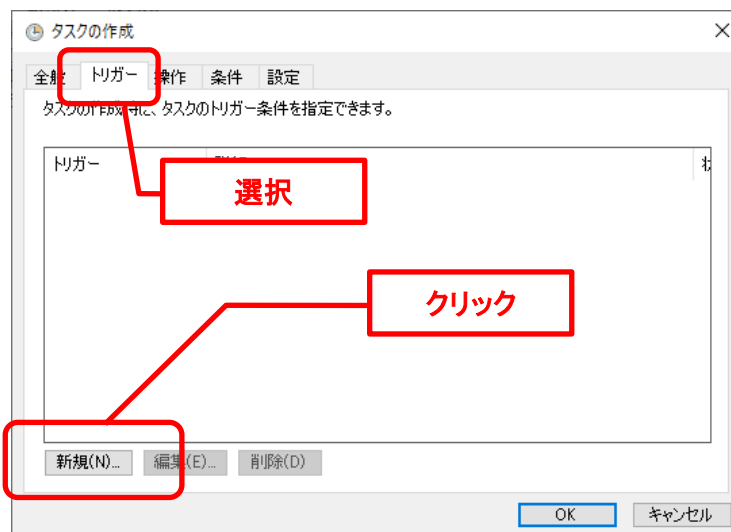 タスクの作成
全般 トリガー 操作 条件 設定
タスクの作成時に、タスクのトリガー条件を指定できます。
トリガー
選択
クリック
新規(N)... 編集(E)... 削除(D)
OK キャンセル